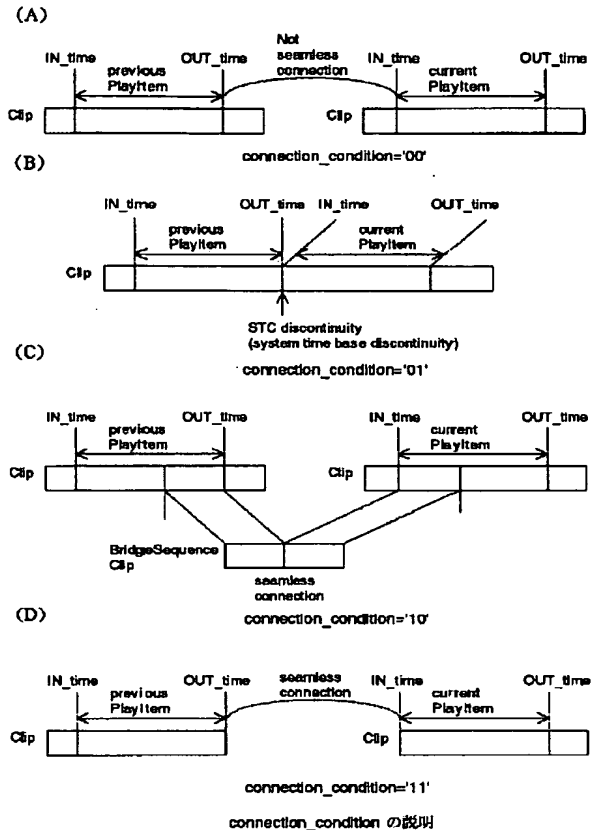 (A)
Not
seamless
connection
IN_time
OUT_time
IN_time
OUT_time
previous
PlayItem
current
PlayItem
Clip
Clip
connection_condition='00'
(B)
IN_time
OUT_time
IN_time
OUT_time
previous
PlayItem
current
PlayItem
Clip
STC discontinuity
(system time base discontinuity)
connection_condition='01'
(C)
IN_time
OUT_time
IN_time
OUT_time
previous
PlayItem
current
PlayItem
Clip
Clip
BridgeSequence
Clip
seamless
connection
connection_condition='10'
(D)
IN_time
OUT_time
seamless
connection
IN_time
OUT_time
previous
PlayItem
current
PlayItem
Clip
Clip
connection_condition='11'
connection_condition の説明